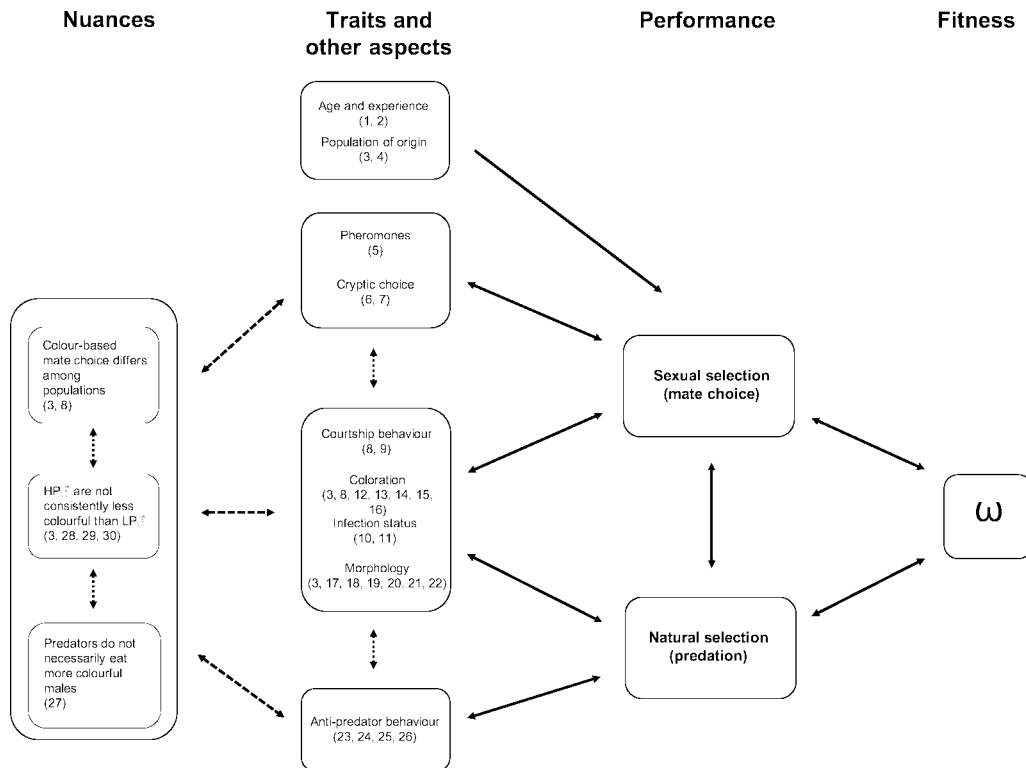 Nuances
Traits and
other aspects
Performance
Fitness
Age and experience
(1, 2)
Population of origin
(3, 4)
Pheromones
(5)
Cryptic choice
(6, 7)
Colour-based
mate choice differs
among
populations
(3, 8)
HP♂ are not
consistently less
colourful than LP♂
(3, 28, 29, 30)
Predators do not
necessarily eat
more colourful
males
(27)
Courtship behaviour
(8, 9)
Coloration
(3, 8, 12, 13, 14, 15,
16)
Infection status
(10, 11)
Morphology
(3, 17, 18, 19, 20, 21, 22)
Anti-predator behaviour
(23, 24, 25, 26)
Sexual selection
(mate choice)
Natural selection
(predation)
ω